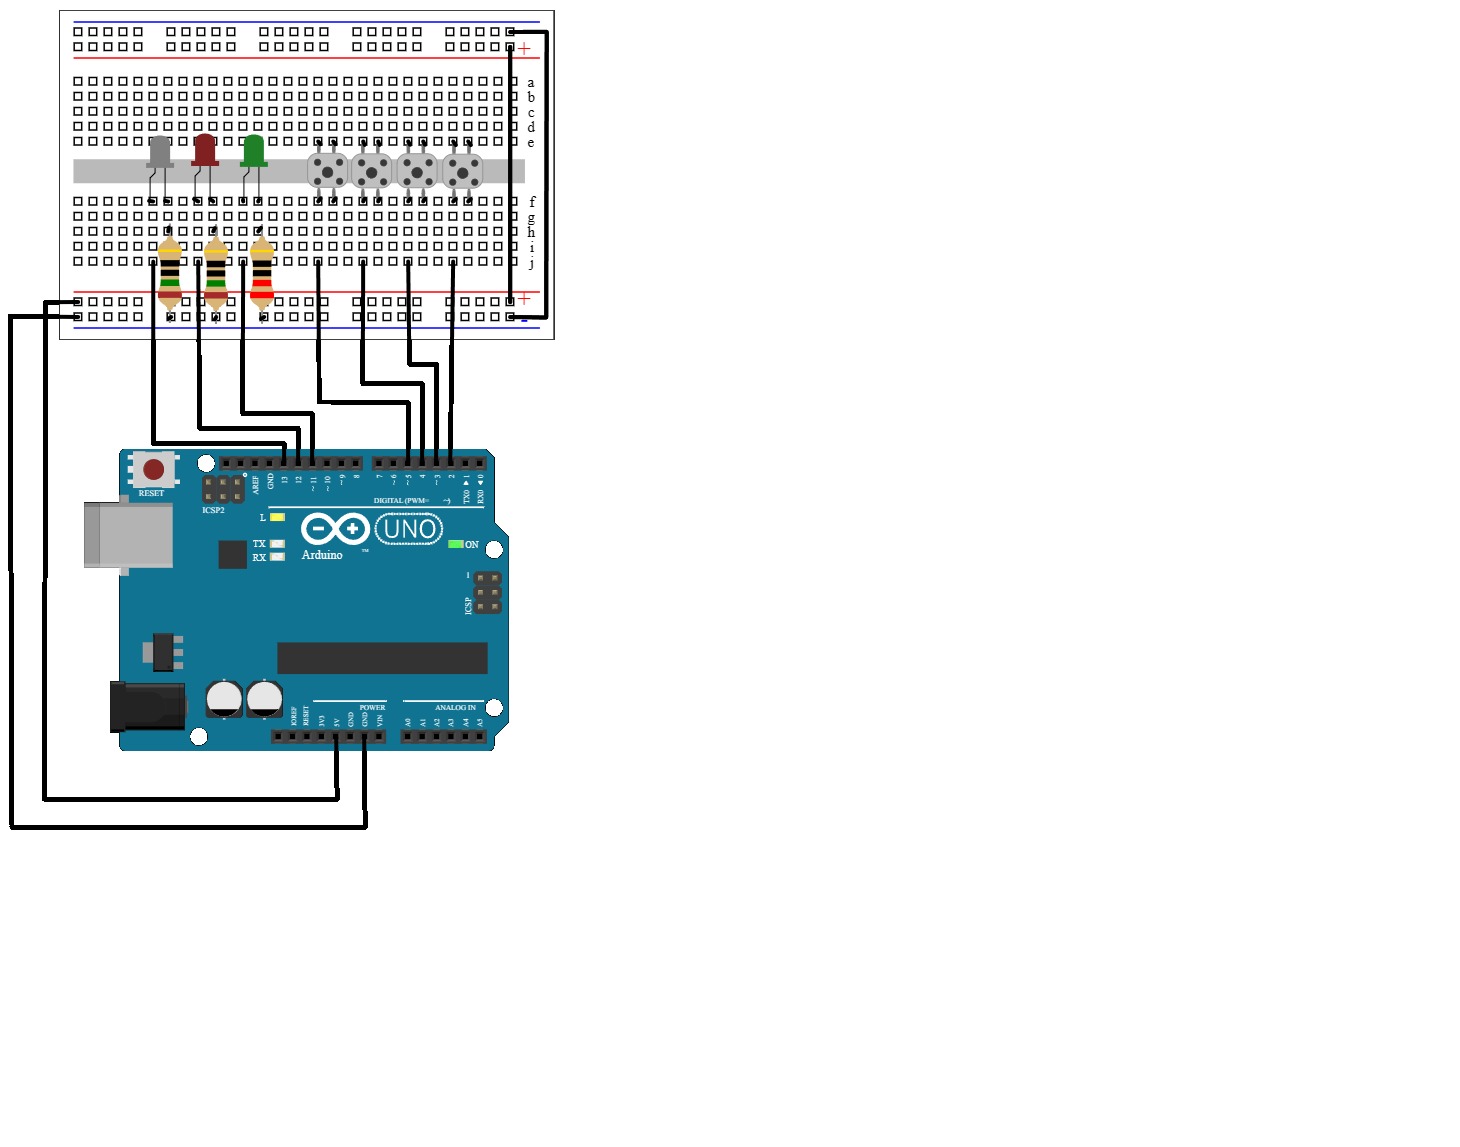 +
a
b
c
d
e
f
g
h
i
j
+
-
RESET
ICSP2
AREF
GND
13
12
~ 11
~ 10
~ 9
8
7
~ 6
~ 5
4
~ 3
2
TX0 1
RX0 0
DIGITAL (PWM= ~)
L
TX
RX
UNO
Arduino
TM
ON
1
ICSP
POWER
ANALOG IN
IOREF
RESET
3V3
5V
GND
GND
VIN
A0
A1
A2
A3
A4
A5